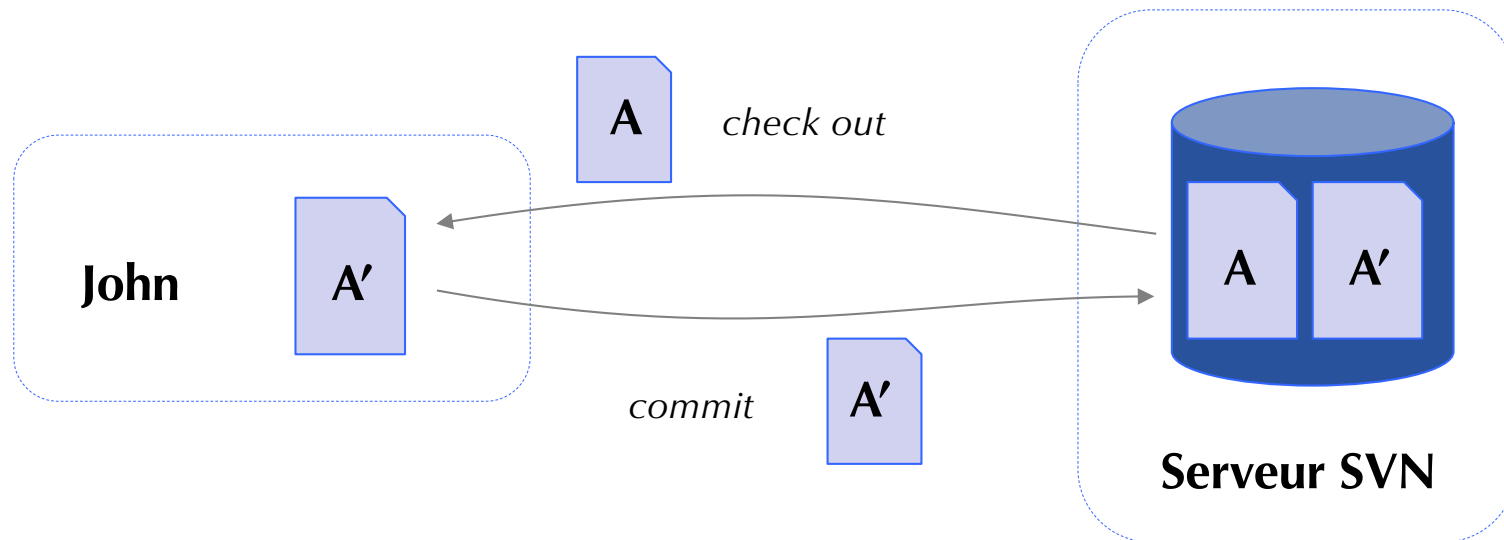 A
check out
John
A′
A
A′
commit
A′
Serveur SVN